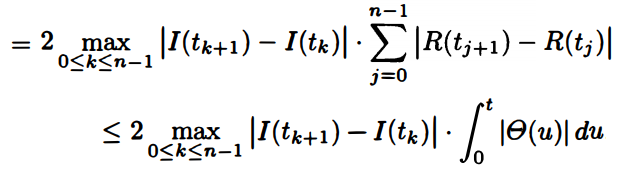 = 2 max_{0≤k≤n−1} |I(t_{k+1}) − I(t_k)| · ∑_{j=0}^{n−1} |R(t_{j+1}) − R(t_j)|
≤ 2 max_{0≤k≤n−1} |I(t_{k+1}) − I(t_k)| · ∫_0^t |Θ(u)| du